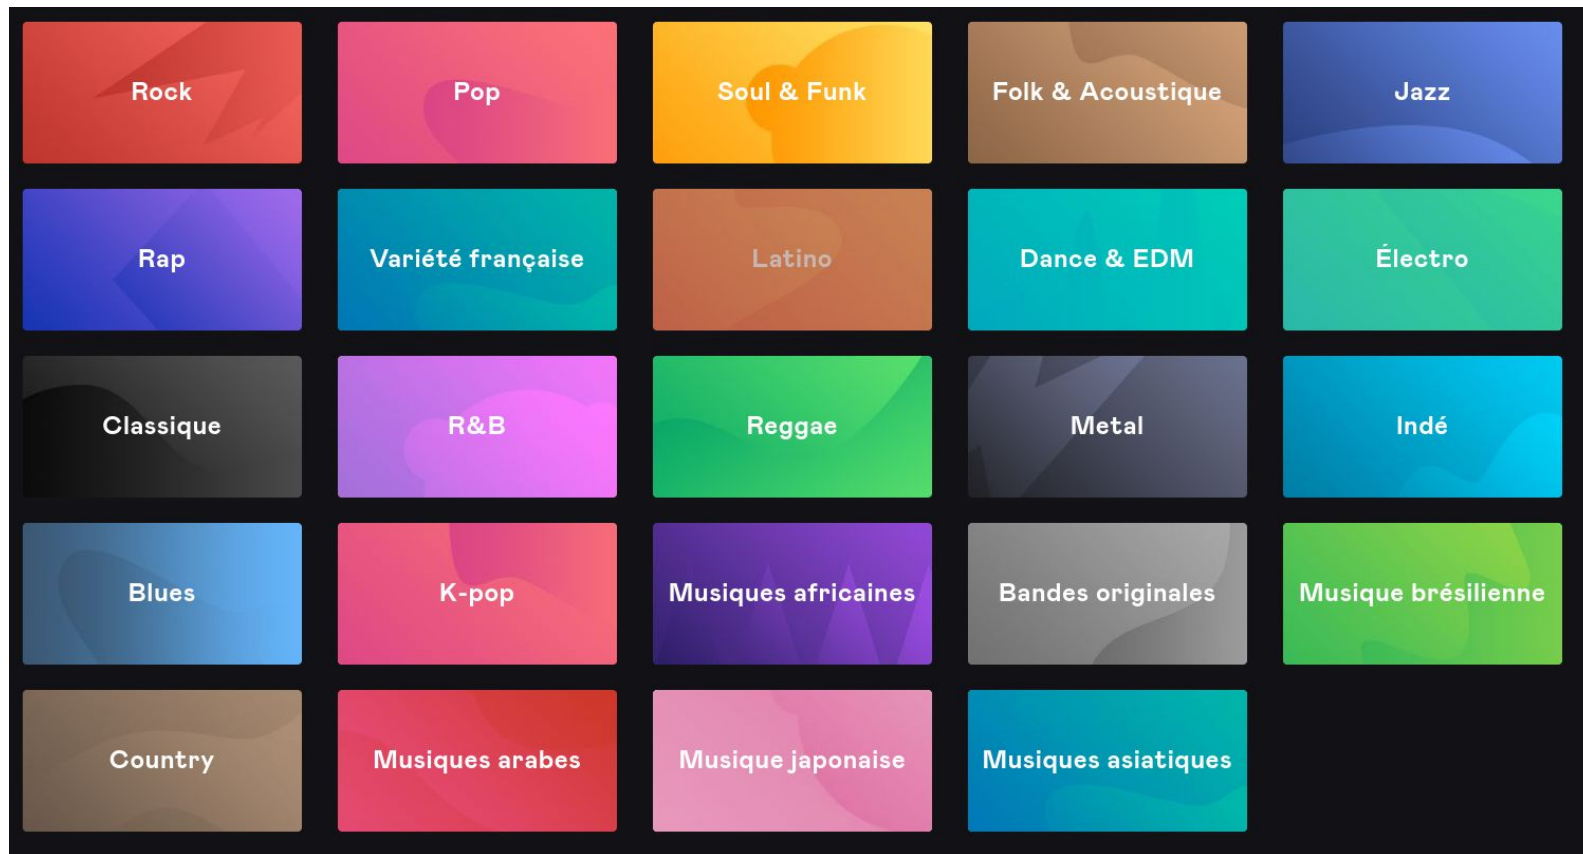 Rock
Pop
Soul & Funk
Folk & Acoustique
Jazz
Rap
Variété française
Latino
Dance & EDM
Électro
Classique
R&B
Reggae
Metal
Indé
Blues
K-pop
Musiques africaines
Bandes originales
Musique brésilienne
Country
Musiques arabes
Musique japonaise
Musiques asiatiques